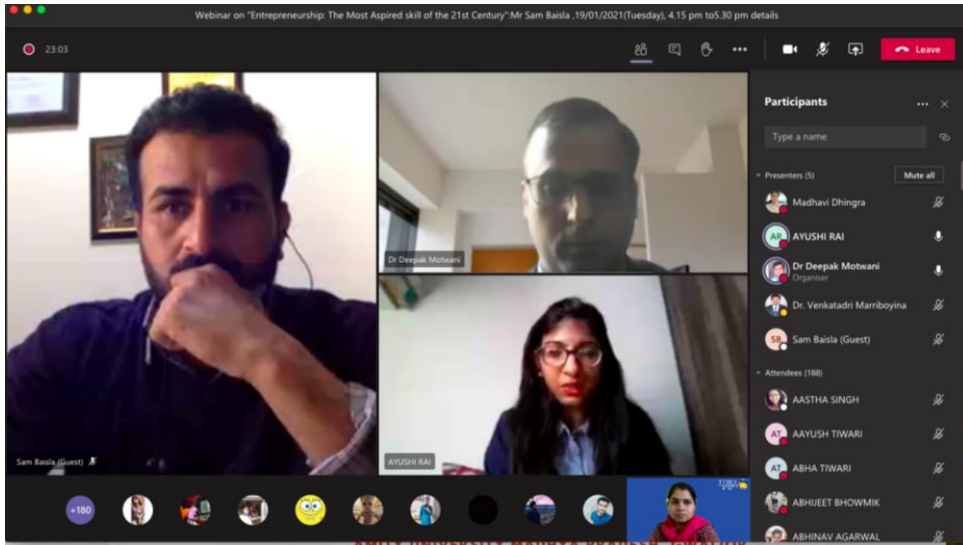 Webinar on "Entrepreneurship: The Most Aspired skill of the 21st Century":Mr Sam Baisla ,19/01/2021(Tuesday), 4.15 pm to5.30 pm details
23:03
Leave
Participants
Type a name
Presenters (5)
Mute all
Madhavi Dhingra
AR
AYUSHI RAI
Dr Deepak Motwani
Organiser
Dr. Venkatadri Marriboyina
SB
Sam Baisla (Guest)
Attendees (188)
AASTHA SINGH
AT
AAYUSH TIWARI
AT
ABHA TIWARI
ABHIJEET BHOWMIK
ABHINAV AGARWAL
Dr Deepak Motwani
Sam Baisla (Guest)
AYUSHI RAI
+180